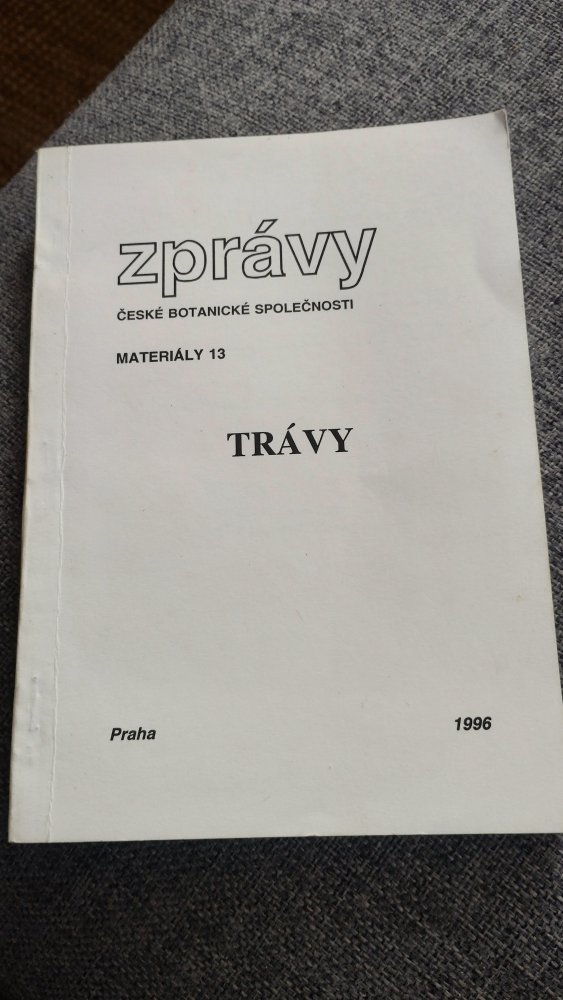 zprávy
ČESKÉ BOTANICKÉ SPOLEČNOSTI
MATERIÁLY 13
TRÁVY
Praha 1996